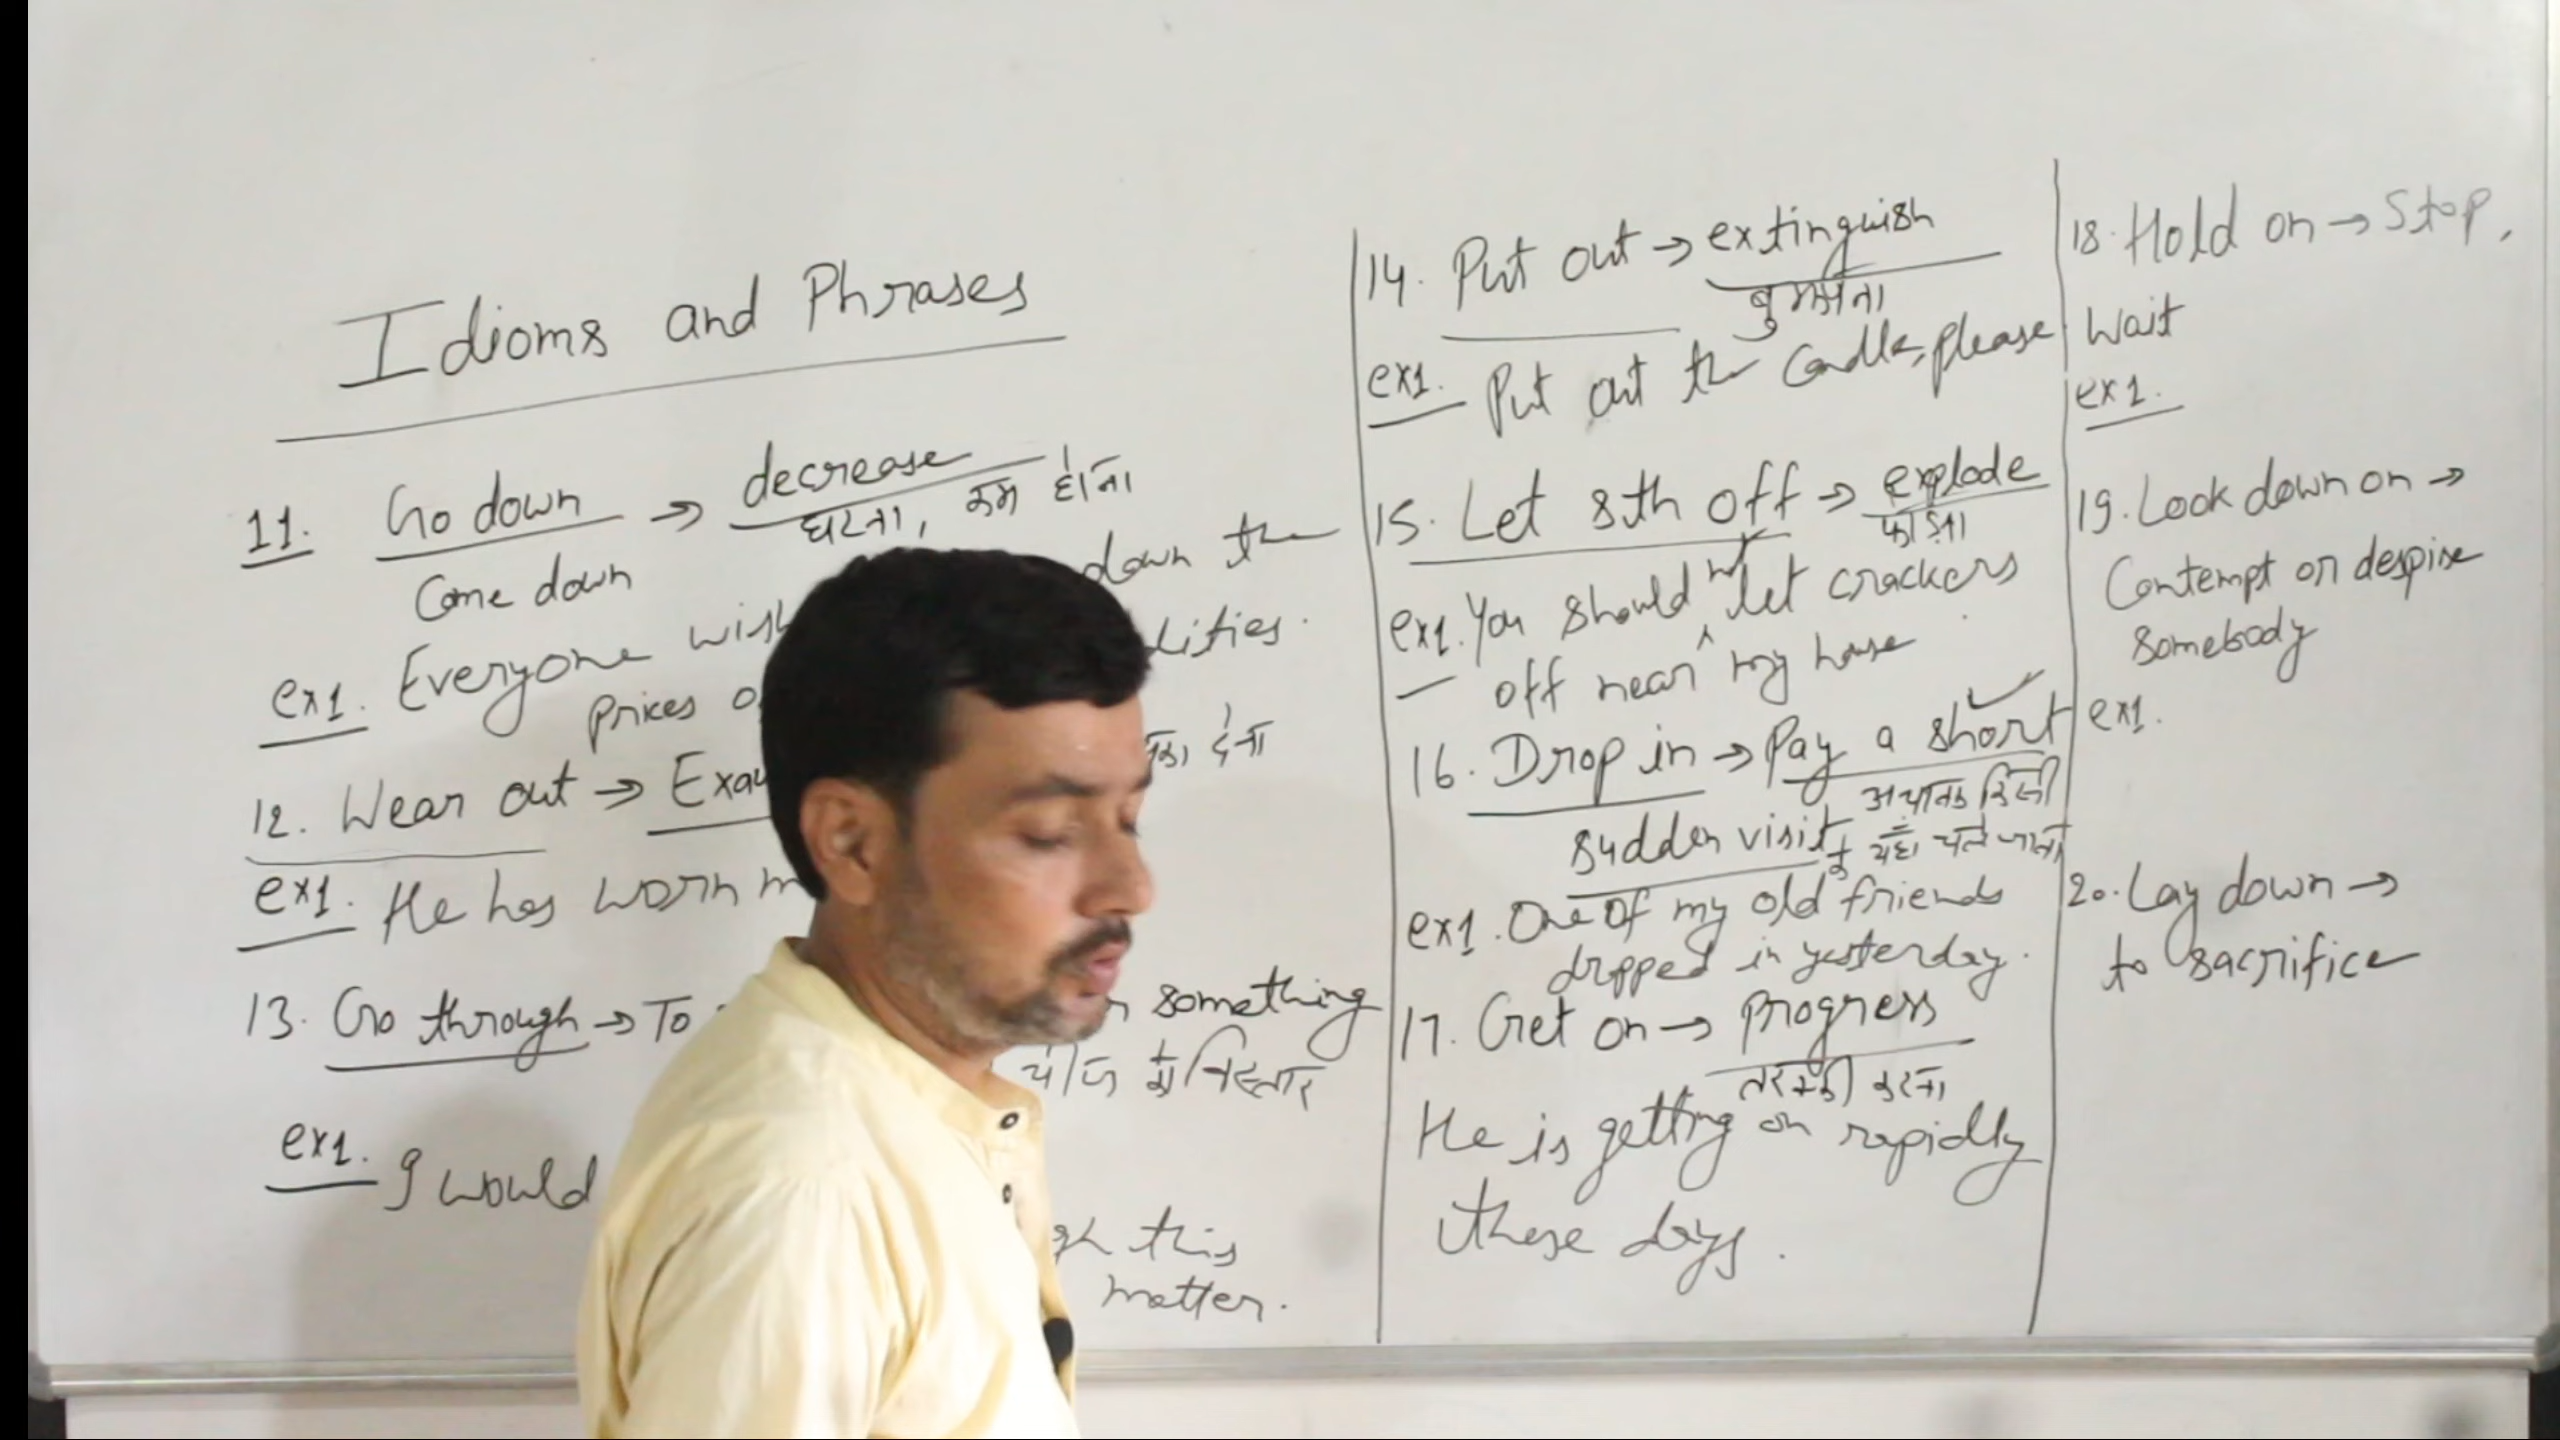 Idioms and Phrases
11. Go down → decrease
घटना, कम होना
Come down
ex1. Everyone wish down the
prices
12. Wear out →
देना
ex1. He has worn
13. Go through → To something
ex1. I would
this
matter.
14. Put out → extinguish
बुझाना
ex1. Put out the Candle, please
15. Let sth off → explode
फोड़ना
not
ex1. You should ^ let crackers
off near my house
16. Drop in → Pay a short
अचानक किसी
sudden visit
के यहाँ चले जाना
ex1. One of my old friends
dropped in yesterday.
17. Get on → Progress
तरक्की करना
He is getting on rapidly
these days.
18. Hold on → Stop,
Wait
ex1.
19. Look down on →
Contempt or despise
somebody
ex1.
20. Lay down →
to sacrifice